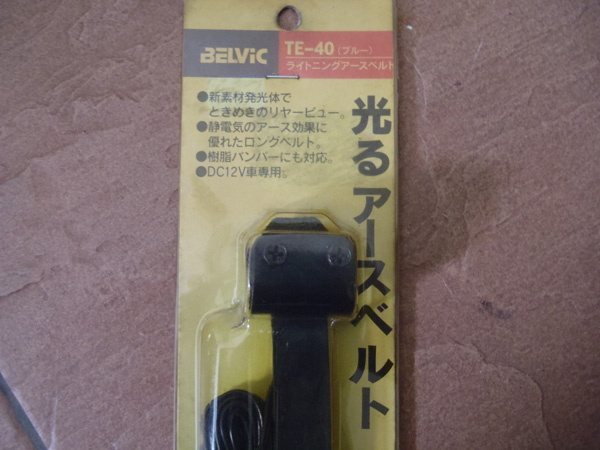 BELViC
TE-40(ブルー)
ライトニングアースベルト
●新素材発光体で
ときめきのリヤービュー。
●静電気のアース効果に
優れたロングベルト。
●樹脂バンパーにも対応。
●DC12V車専用。
光るアースベルト